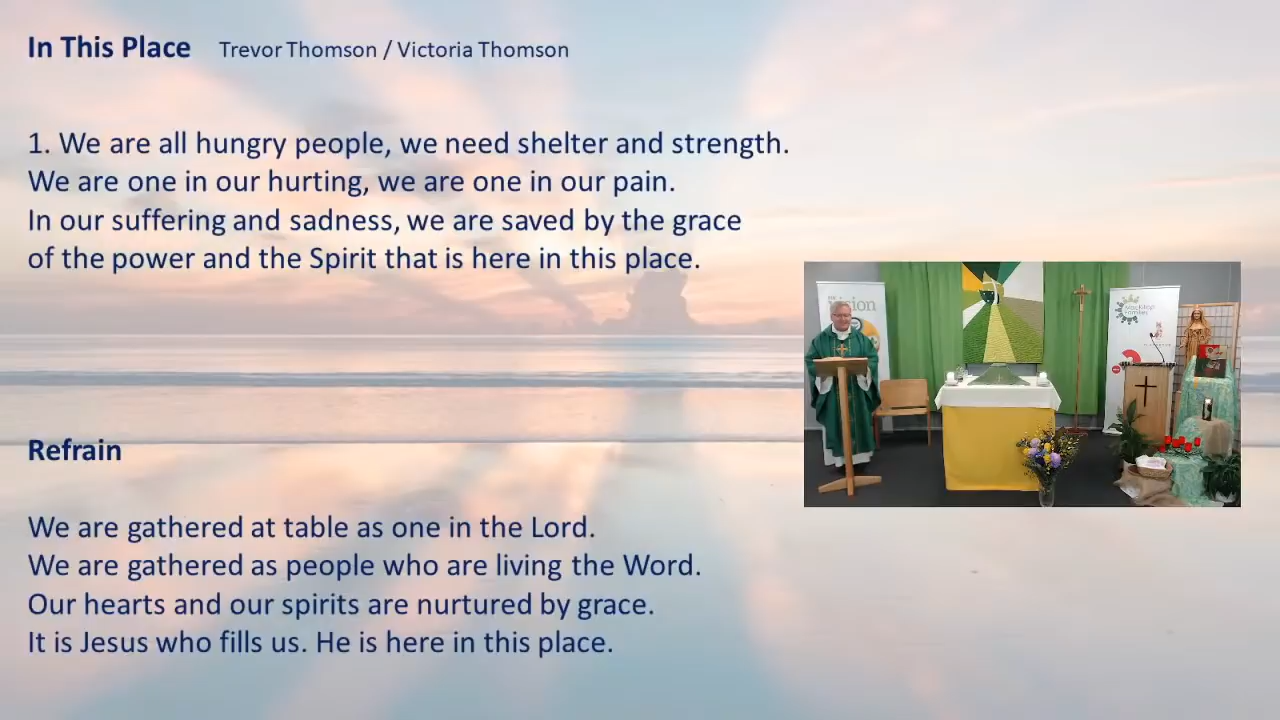 In This Place Trevor Thomson / Victoria Thomson
1. We are all hungry people, we need shelter and strength.
We are one in our hurting, we are one in our pain.
In our suffering and sadness, we are saved by the grace
of the power and the Spirit that is here in this place.
Refrain
We are gathered at table as one in the Lord.
We are gathered as people who are living the Word.
Our hearts and our spirits are nurtured by grace.
It is Jesus who fills us. He is here in this place.